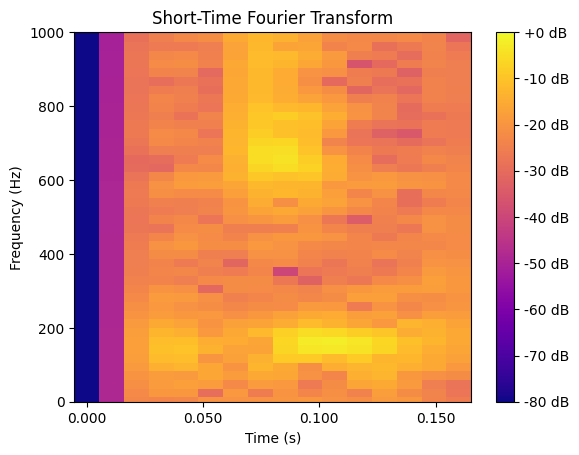 Short-Time Fourier Transform
1000
800
600
400
200
0
Frequency (Hz)
0.000
0.050
0.100
0.150
Time (s)
+0 dB
-10 dB
-20 dB
-30 dB
-40 dB
-50 dB
-60 dB
-70 dB
-80 dB